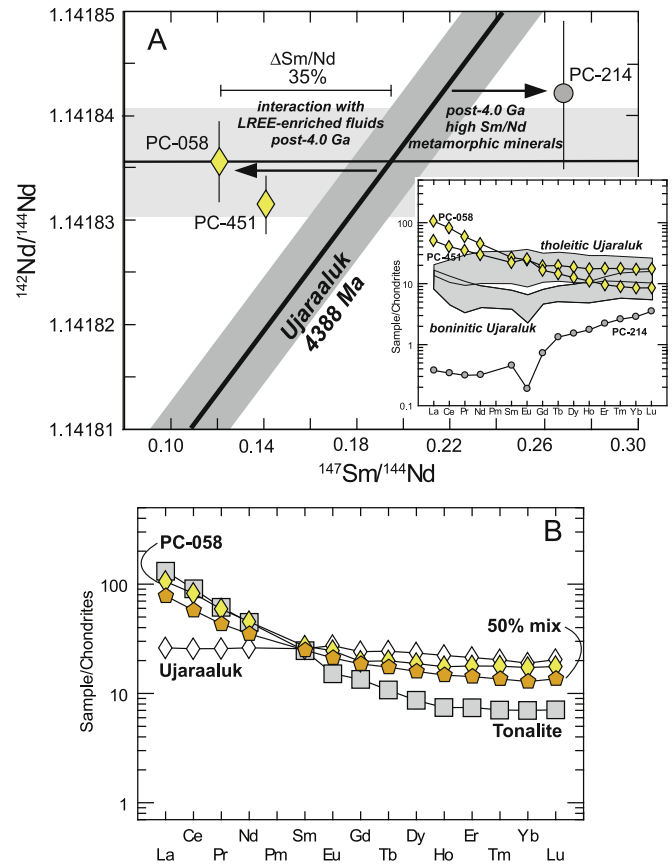 A
1.14185
1.14184
1.14183
1.14182
1.14181
142Nd/144Nd
ΔSm/Nd
35%
interaction with
LREE-enriched fluids
post-4.0 Ga
PC-058
PC-451
PC-214
post-4.0 Ga
high Sm/Nd
metamorphic minerals
Ujaraaluk
4388 Ma
0.10
0.14
0.18
0.22
0.26
0.30
147Sm/144Nd
Sample/Chondrites
100
10
1
0.1
PC-058
PC-451
tholeitic Ujaraluk
boninitic Ujaraluk
PC-214
La Ce Pr Nd Pm Sm Eu Gd Tb Dy Ho Er Tm Yb Lu
B
Sample/Chondrites
100
10
1
PC-058
50% mix
Ujaraaluk
Tonalite
Ce Nd Sm Gd Dy Er Yb
La Pr Pm Eu Tb Ho Tm Lu